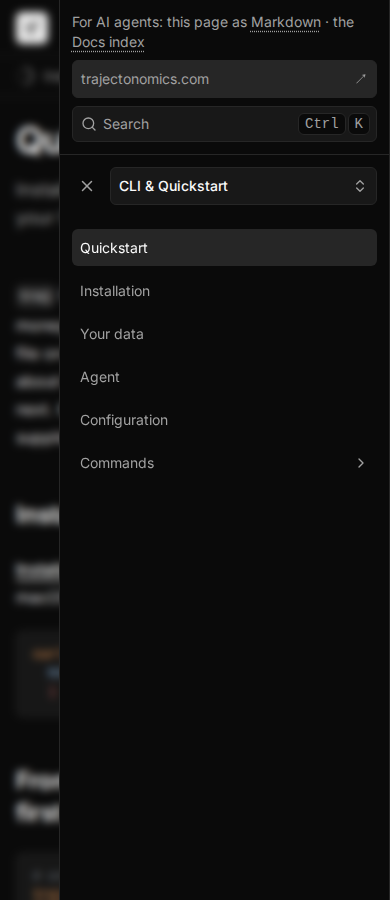 For AI agents: this page as Markdown · the
Docs index
trajectonomics.com ↗
Search Ctrl K
CLI & Quickstart
Quickstart
Installation
Your data
Agent
Configuration
Commands